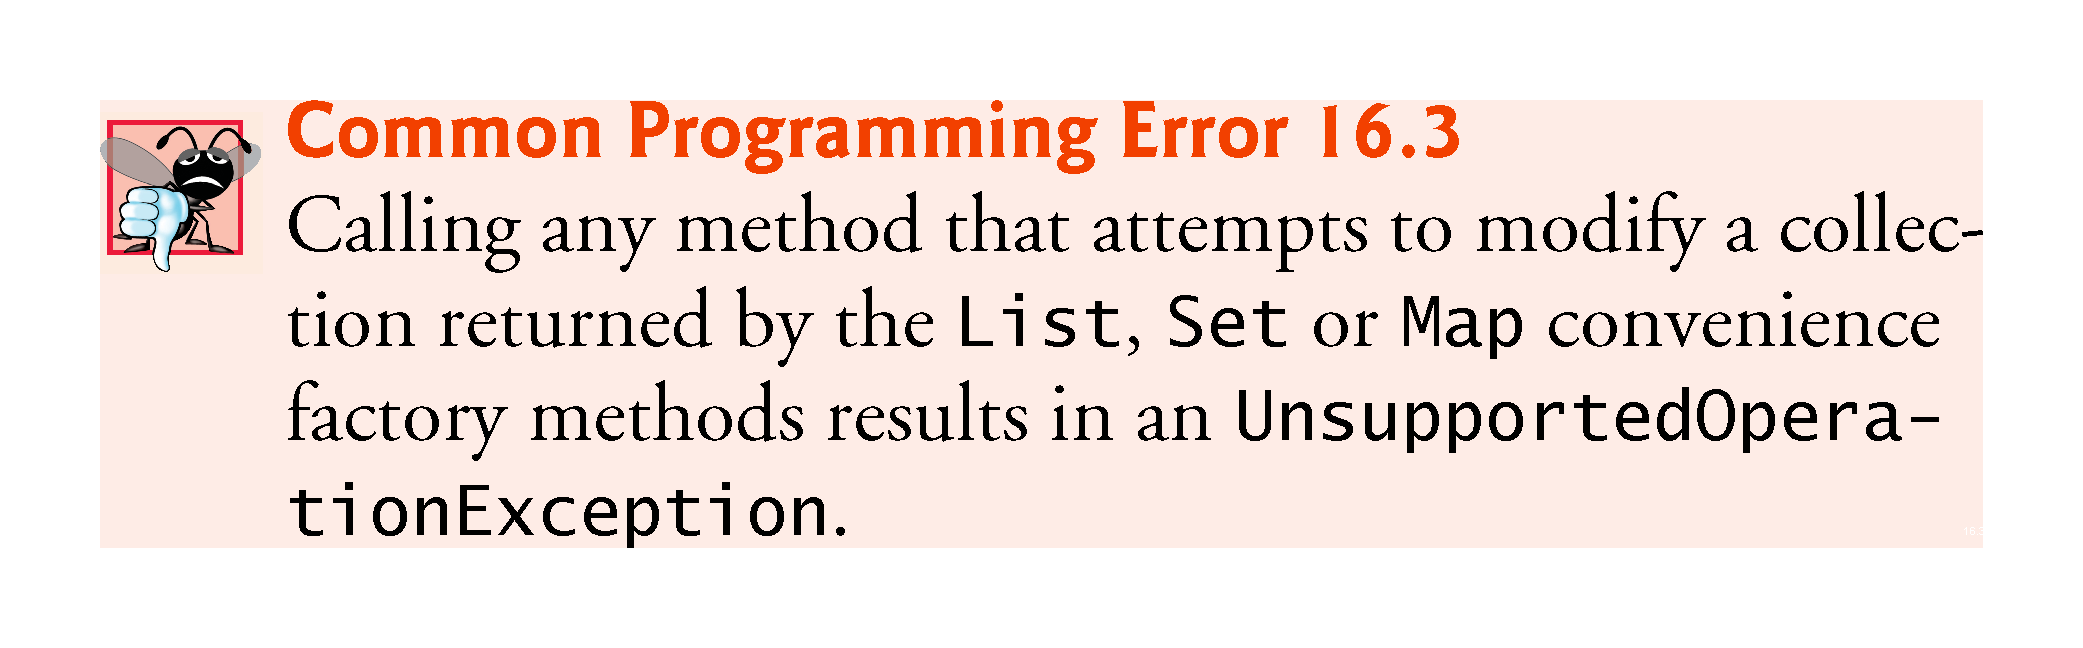 Common Programming Error 16.3
Calling any method that attempts to modify a collec-
tion returned by the List, Set or Map convenience
factory methods results in an UnsupportedOpera-
tionException.